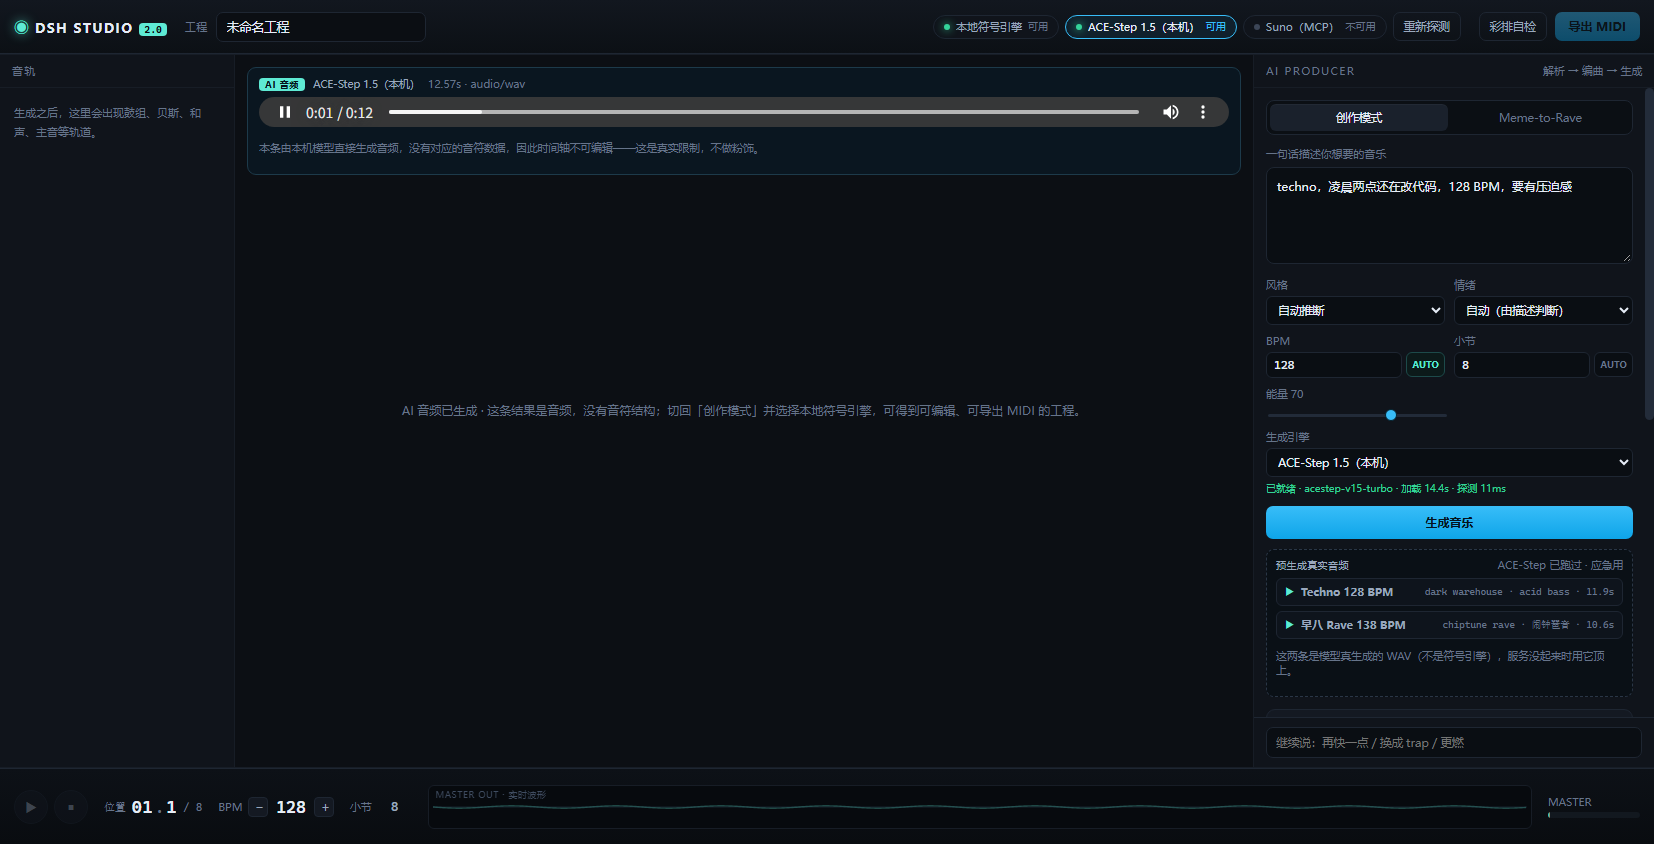 DSH STUDIO 2.0 工程 未命名工程 本地符号引擎 可用 ACE-Step 1.5（本机） 可用 Suno（MCP） 不可用 重新探测 彩排自检 导出 MIDI
音轨
生成之后，这里会出现鼓组、贝斯、和
声、主音等轨道。
AI 音频 ACE-Step 1.5（本机） 12.57s · audio/wav
0:01 / 0:12
本条由本机模型直接生成音频，没有对应的音符数据，因此时间轴不可编辑——这是真实限制，不做粉饰。
AI 音频已生成 · 这条结果是音频，没有音符结构；切回「创作模式」并选择本地符号引擎，可得到可编辑、可导出 MIDI 的工程。
AI PRODUCER 解析 → 编曲 → 生成
创作模式 Meme-to-Rave
一句话描述你想要的音乐
techno，凌晨两点还在改代码，128 BPM，要有压迫感
风格 情绪
自动推断 自动（由描述判断）
BPM 小节
128 AUTO 8 AUTO
能量 70
生成引擎
ACE-Step 1.5（本机）
已就绪 · acestep-v15-turbo · 加载 14.4s · 探测 11ms
生成音乐
预生成真实音频 ACE-Step 已跑过 · 应急用
▶ Techno 128 BPM dark warehouse · acid bass · 11.9s
▶ 早八 Rave 138 BPM chiptune rave · 闹钟琶音 · 10.6s
这两条是模型真生成的 WAV（不是符号引擎），服务没起来时用它顶
上。
继续说：再快一点 / 换成 trap / 更燃
位置 01.1 / 8 BPM − 128 + 小节 8
MASTER OUT · 实时波形
MASTER